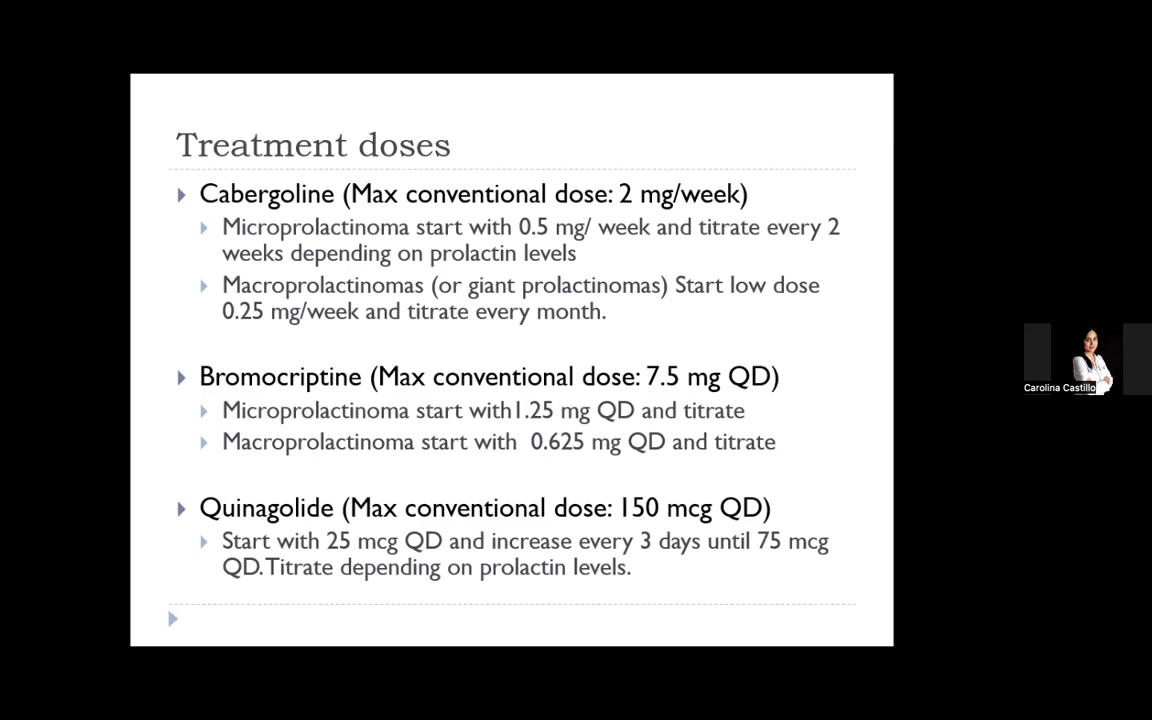 Treatment doses
Cabergoline (Max conventional dose: 2 mg/week)
Microprolactinoma start with 0.5 mg/ week and titrate every 2
weeks depending on prolactin levels
Macroprolactinomas (or giant prolactinomas) Start low dose
0.25 mg/week and titrate every month.
Bromocriptine (Max conventional dose: 7.5 mg QD)
Microprolactinoma start with1.25 mg QD and titrate
Macroprolactinoma start with 0.625 mg QD and titrate
Quinagolide (Max conventional dose: 150 mcg QD)
Start with 25 mcg QD and increase every 3 days until 75 mcg
QD.Titrate depending on prolactin levels.
Carolina Castillo